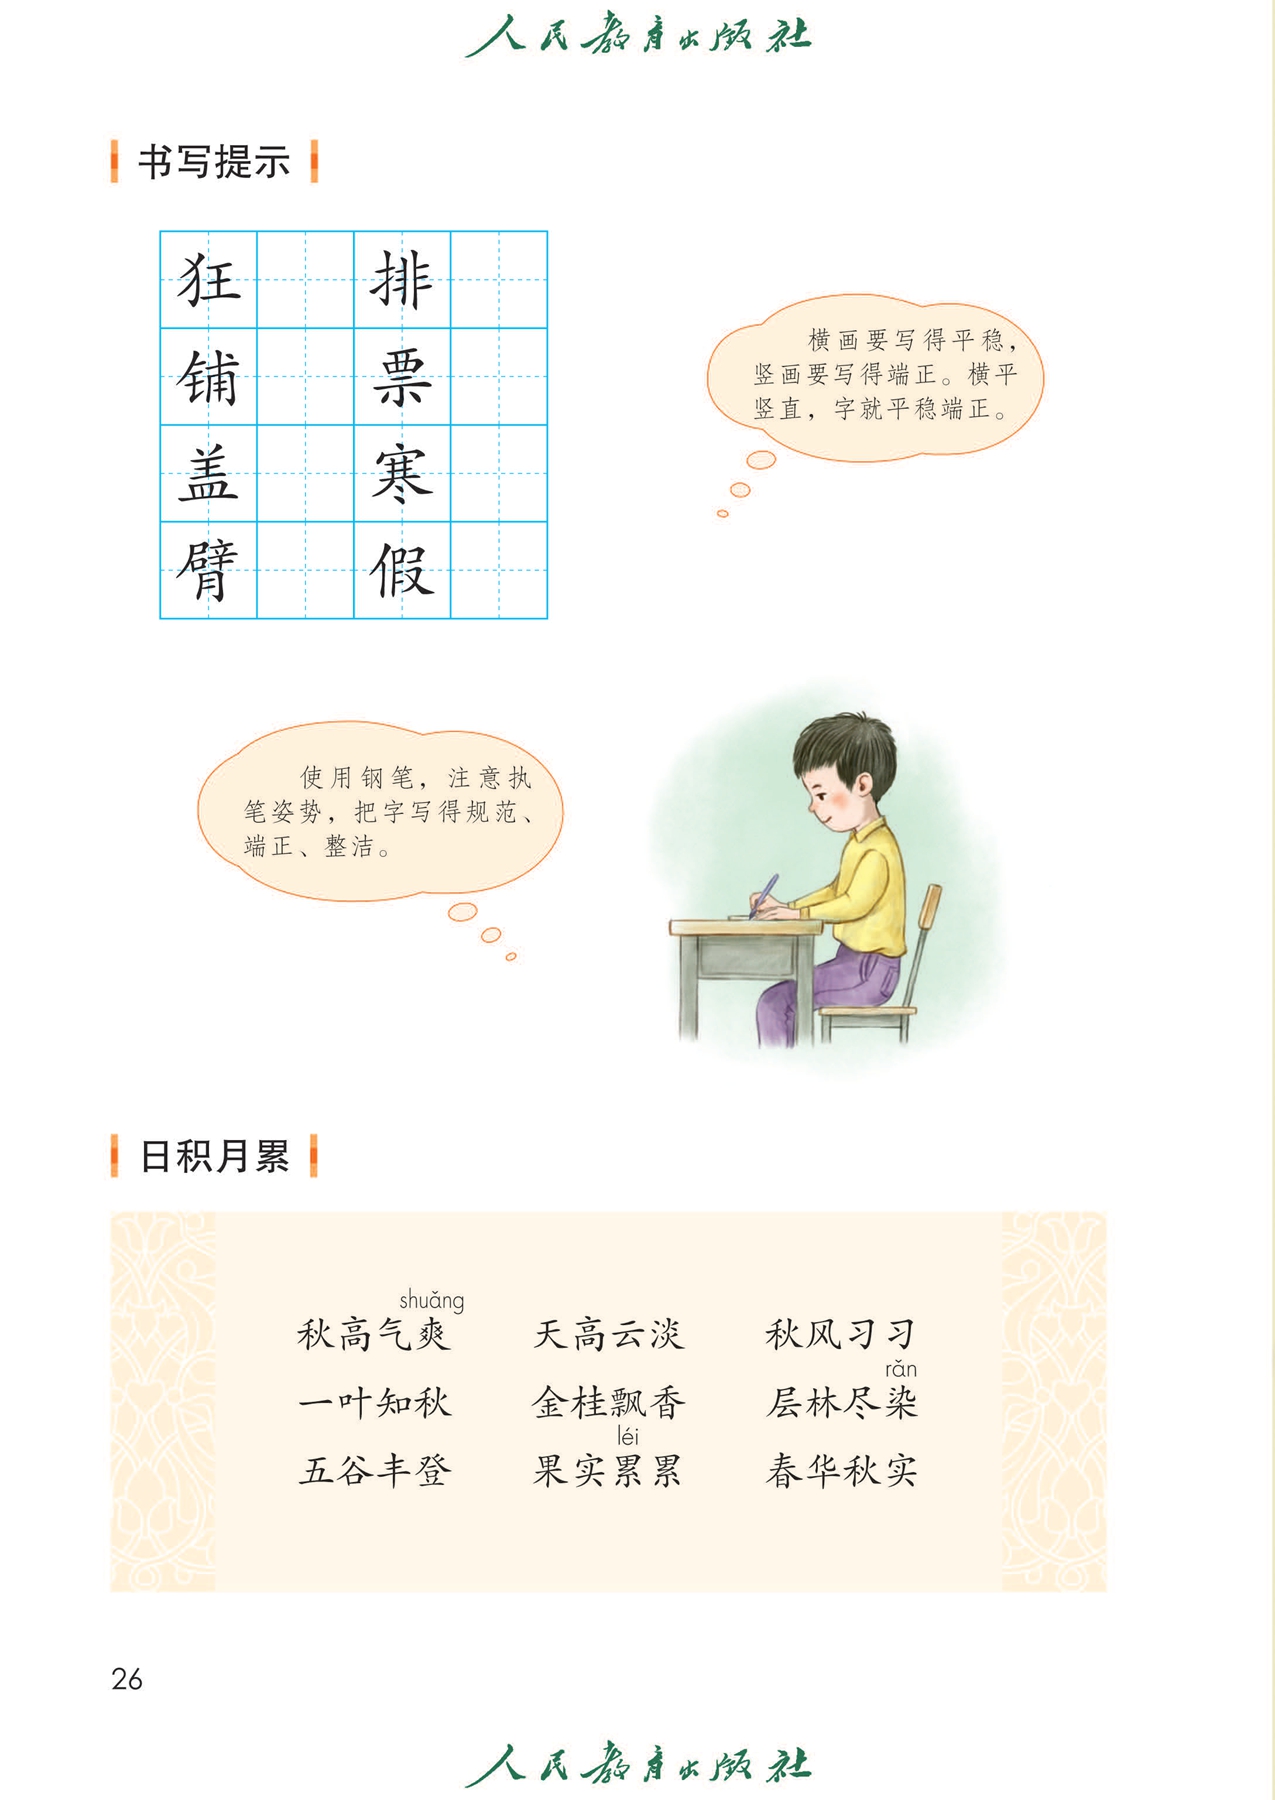 人民教育出版社
书写提示
狂 排
铺 票
盖 寒
臂 假
横画要写得平稳，
竖画要写得端正。横平
竖直，字就平稳端正。
使用钢笔，注意执
笔姿势，把字写得规范、
端正、整洁。
日积月累
shuǎng
秋高气爽 天高云淡 秋风习习
rǎn
一叶知秋 金桂飘香 层林尽染
léi
五谷丰登 果实累累 春华秋实
26
人民教育出版社